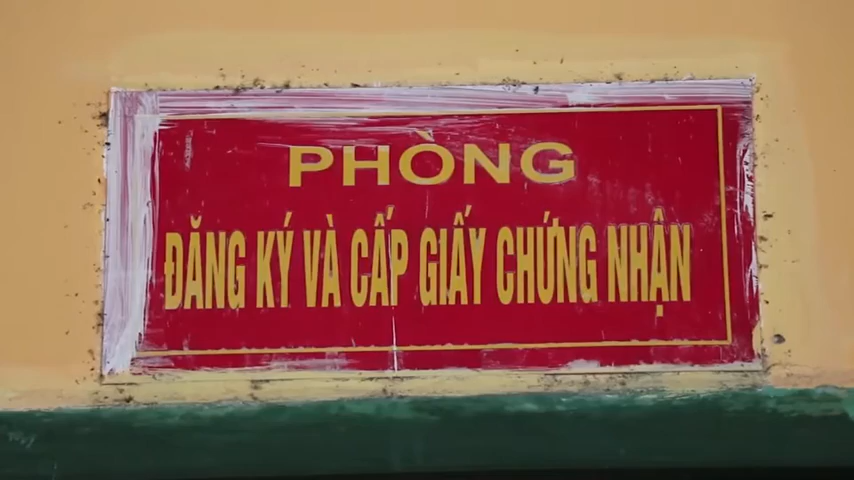 PHÒNG
ĐĂNG KÝ VÀ CẤP GIẤY CHỨNG NHẬN